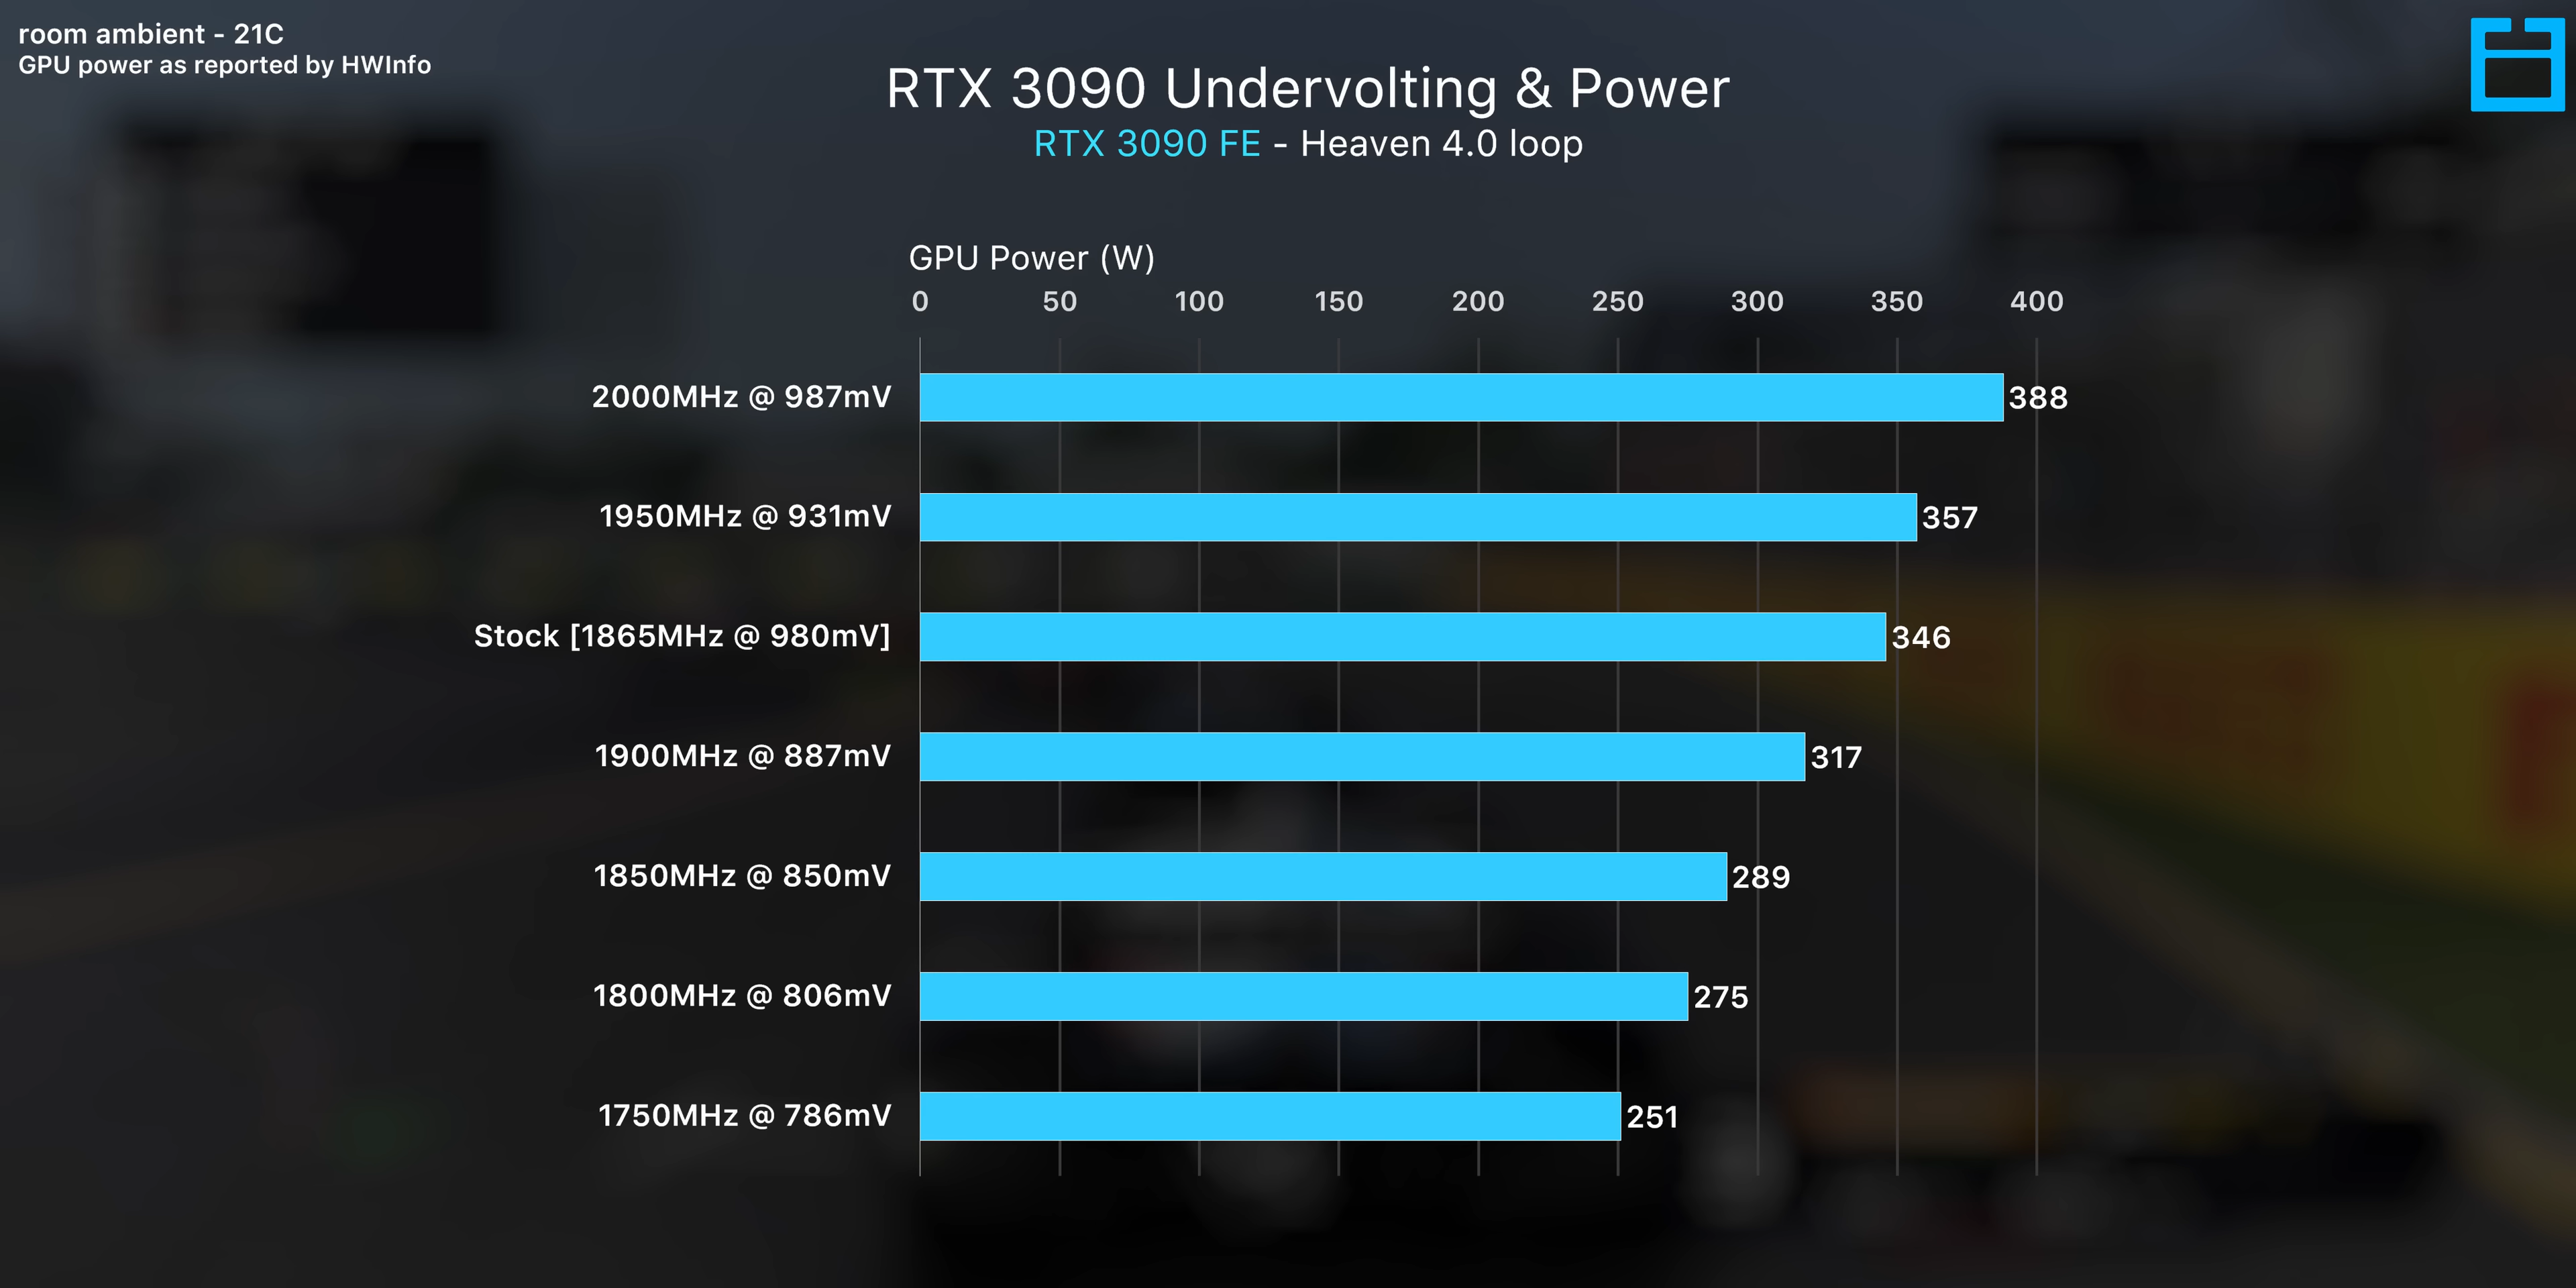 room ambient - 21C
GPU power as reported by HWInfo
RTX 3090 Undervolting & Power
RTX 3090 FE - Heaven 4.0 loop
GPU Power (W)
0 50 100 150 200 250 300 350 400
2000MHz @ 987mV 388
1950MHz @ 931mV 357
Stock [1865MHz @ 980mV] 346
1900MHz @ 887mV 317
1850MHz @ 850mV 289
1800MHz @ 806mV 275
1750MHz @ 786mV 251